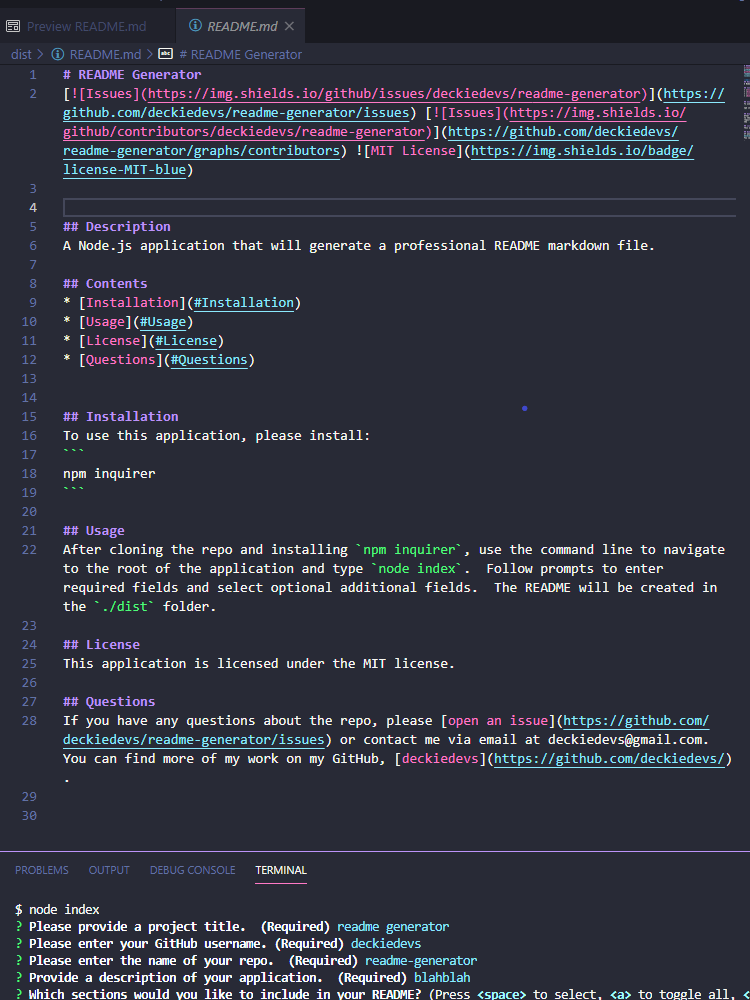 Preview README.md
README.md
dist > README.md > # README Generator
1 # README Generator
2 [![Issues](https://img.shields.io/github/issues/deckiedevs/readme-generator)](https://
github.com/deckiedevs/readme-generator/issues) [![Issues](https://img.shields.io/
github/contributors/deckiedevs/readme-generator)](https://github.com/deckiedevs/
readme-generator/graphs/contributors) ![MIT License](https://img.shields.io/badge/
license-MIT-blue)
3
4
5 ## Description
6 A Node.js application that will generate a professional README markdown file.
7
8 ## Contents
9 * [Installation](#Installation)
10 * [Usage](#Usage)
11 * [License](#License)
12 * [Questions](#Questions)
13
14
15 ## Installation
16 To use this application, please install:
17 ```
18 npm inquirer
19 ```
20
21 ## Usage
22 After cloning the repo and installing `npm inquirer`, use the command line to navigate
to the root of the application and type `node index`.  Follow prompts to enter
required fields and select optional additional fields.  The README will be created in
the `./dist` folder.
23
24 ## License
25 This application is licensed under the MIT license.
26
27 ## Questions
28 If you have any questions about the repo, please [open an issue](https://github.com/
deckiedevs/readme-generator/issues) or contact me via email at deckiedevs@gmail.com.
You can find more of my work on my GitHub, [deckiedevs](https://github.com/deckiedevs/)
.
29
30
PROBLEMS OUTPUT DEBUG CONSOLE TERMINAL
$ node index
? Please provide a project title.  (Required) readme generator
? Please enter your GitHub username. (Required) deckiedevs
? Please enter the name of your repo.  (Required) readme-generator
? Provide a description of your application.  (Required) blahblah
? Which sections would you like to include in your README? (Press <space> to select, <a> to toggle all, <